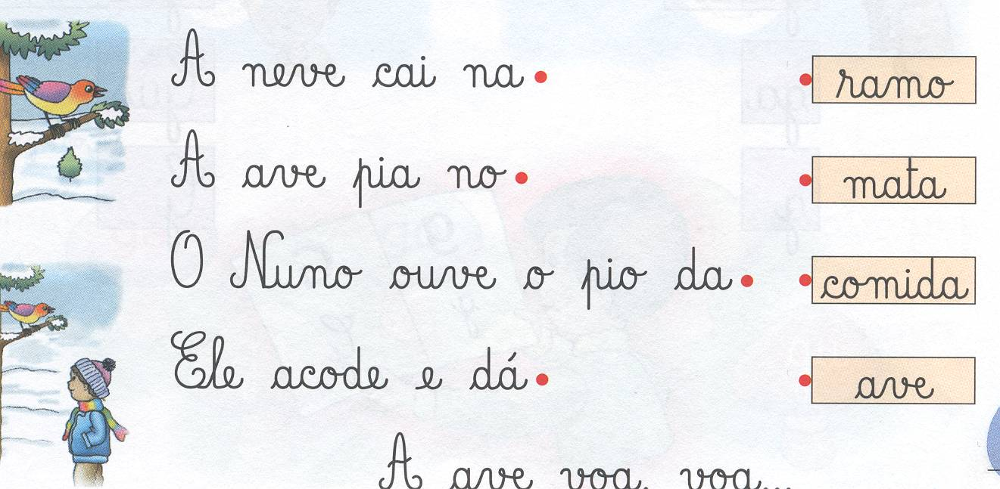 A neve cai na ramo
A ave pia no mata
O Nuno ouve o pio da comida
Ele acode e dá ave
A ave voa, voa...